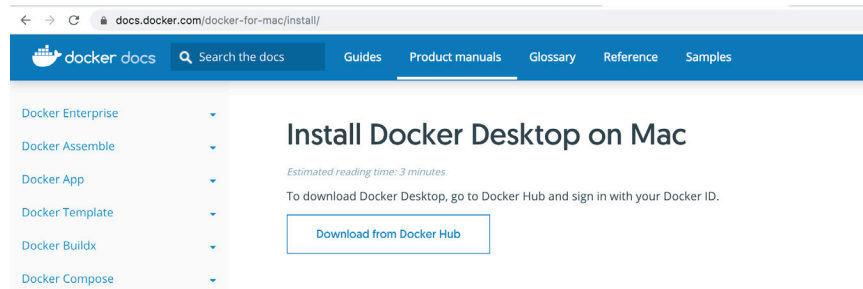 docs.docker.com/docker-for-mac/install/
docker docs
Search the docs
Guides
Product manuals
Glossary
Reference
Samples
Docker Enterprise
Docker Assemble
Docker App
Docker Template
Docker Buildx
Docker Compose
Install Docker Desktop on Mac
Estimated reading time: 3 minutes
To download Docker Desktop, go to Docker Hub and sign in with your Docker ID.
Download from Docker Hub